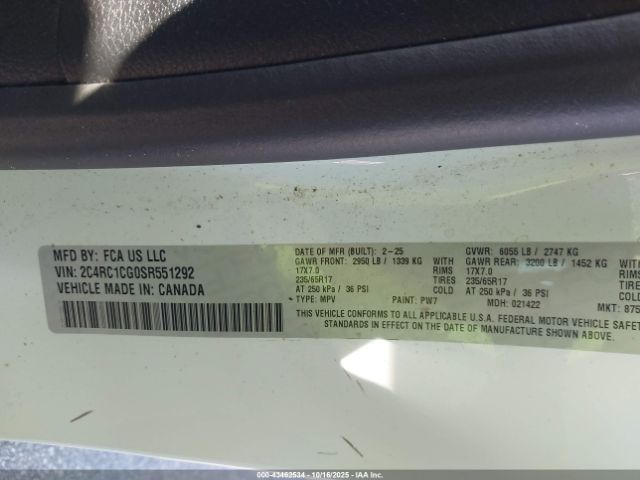 MFD BY: FCA US LLC
VIN: 2C4RC1CG0SR551292
VEHICLE MADE IN: CANADA
DATE OF MFR (BUILT): 2-25 GVWR: 6055 LB / 2747 KG
GAWR FRONT: 2950 LB / 1339 KG WITH GAWR REAR: 3200 LB / 1452 KG WITH
17X7.0 RIMS 17X7.0 RIMS
235/65R17 TIRES 235/65R17 TIRES
AT 250 kPa / 36 PSI COLD AT 250 kPa / 36 PSI COLD
TYPE: MPV PAINT: PW7 MDH: 021422 MKT: 875
THIS VEHICLE CONFORMS TO ALL APPLICABLE U.S.A. FEDERAL MOTOR VEHICLE SAFETY
STANDARDS IN EFFECT ON THE DATE OF MANUFACTURE SHOWN ABOVE.
000-43462534 | 10/16/2025 | IAA, Inc.